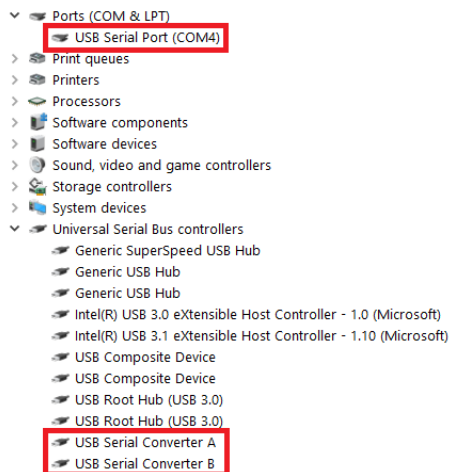 Ports (COM & LPT)
USB Serial Port (COM4)
Print queues
Printers
Processors
Software components
Software devices
Sound, video and game controllers
Storage controllers
System devices
Universal Serial Bus controllers
Generic SuperSpeed USB Hub
Generic USB Hub
Generic USB Hub
Intel(R) USB 3.0 eXtensible Host Controller - 1.0 (Microsoft)
Intel(R) USB 3.1 eXtensible Host Controller - 1.10 (Microsoft)
USB Composite Device
USB Composite Device
USB Root Hub (USB 3.0)
USB Root Hub (USB 3.0)
USB Serial Converter A
USB Serial Converter B